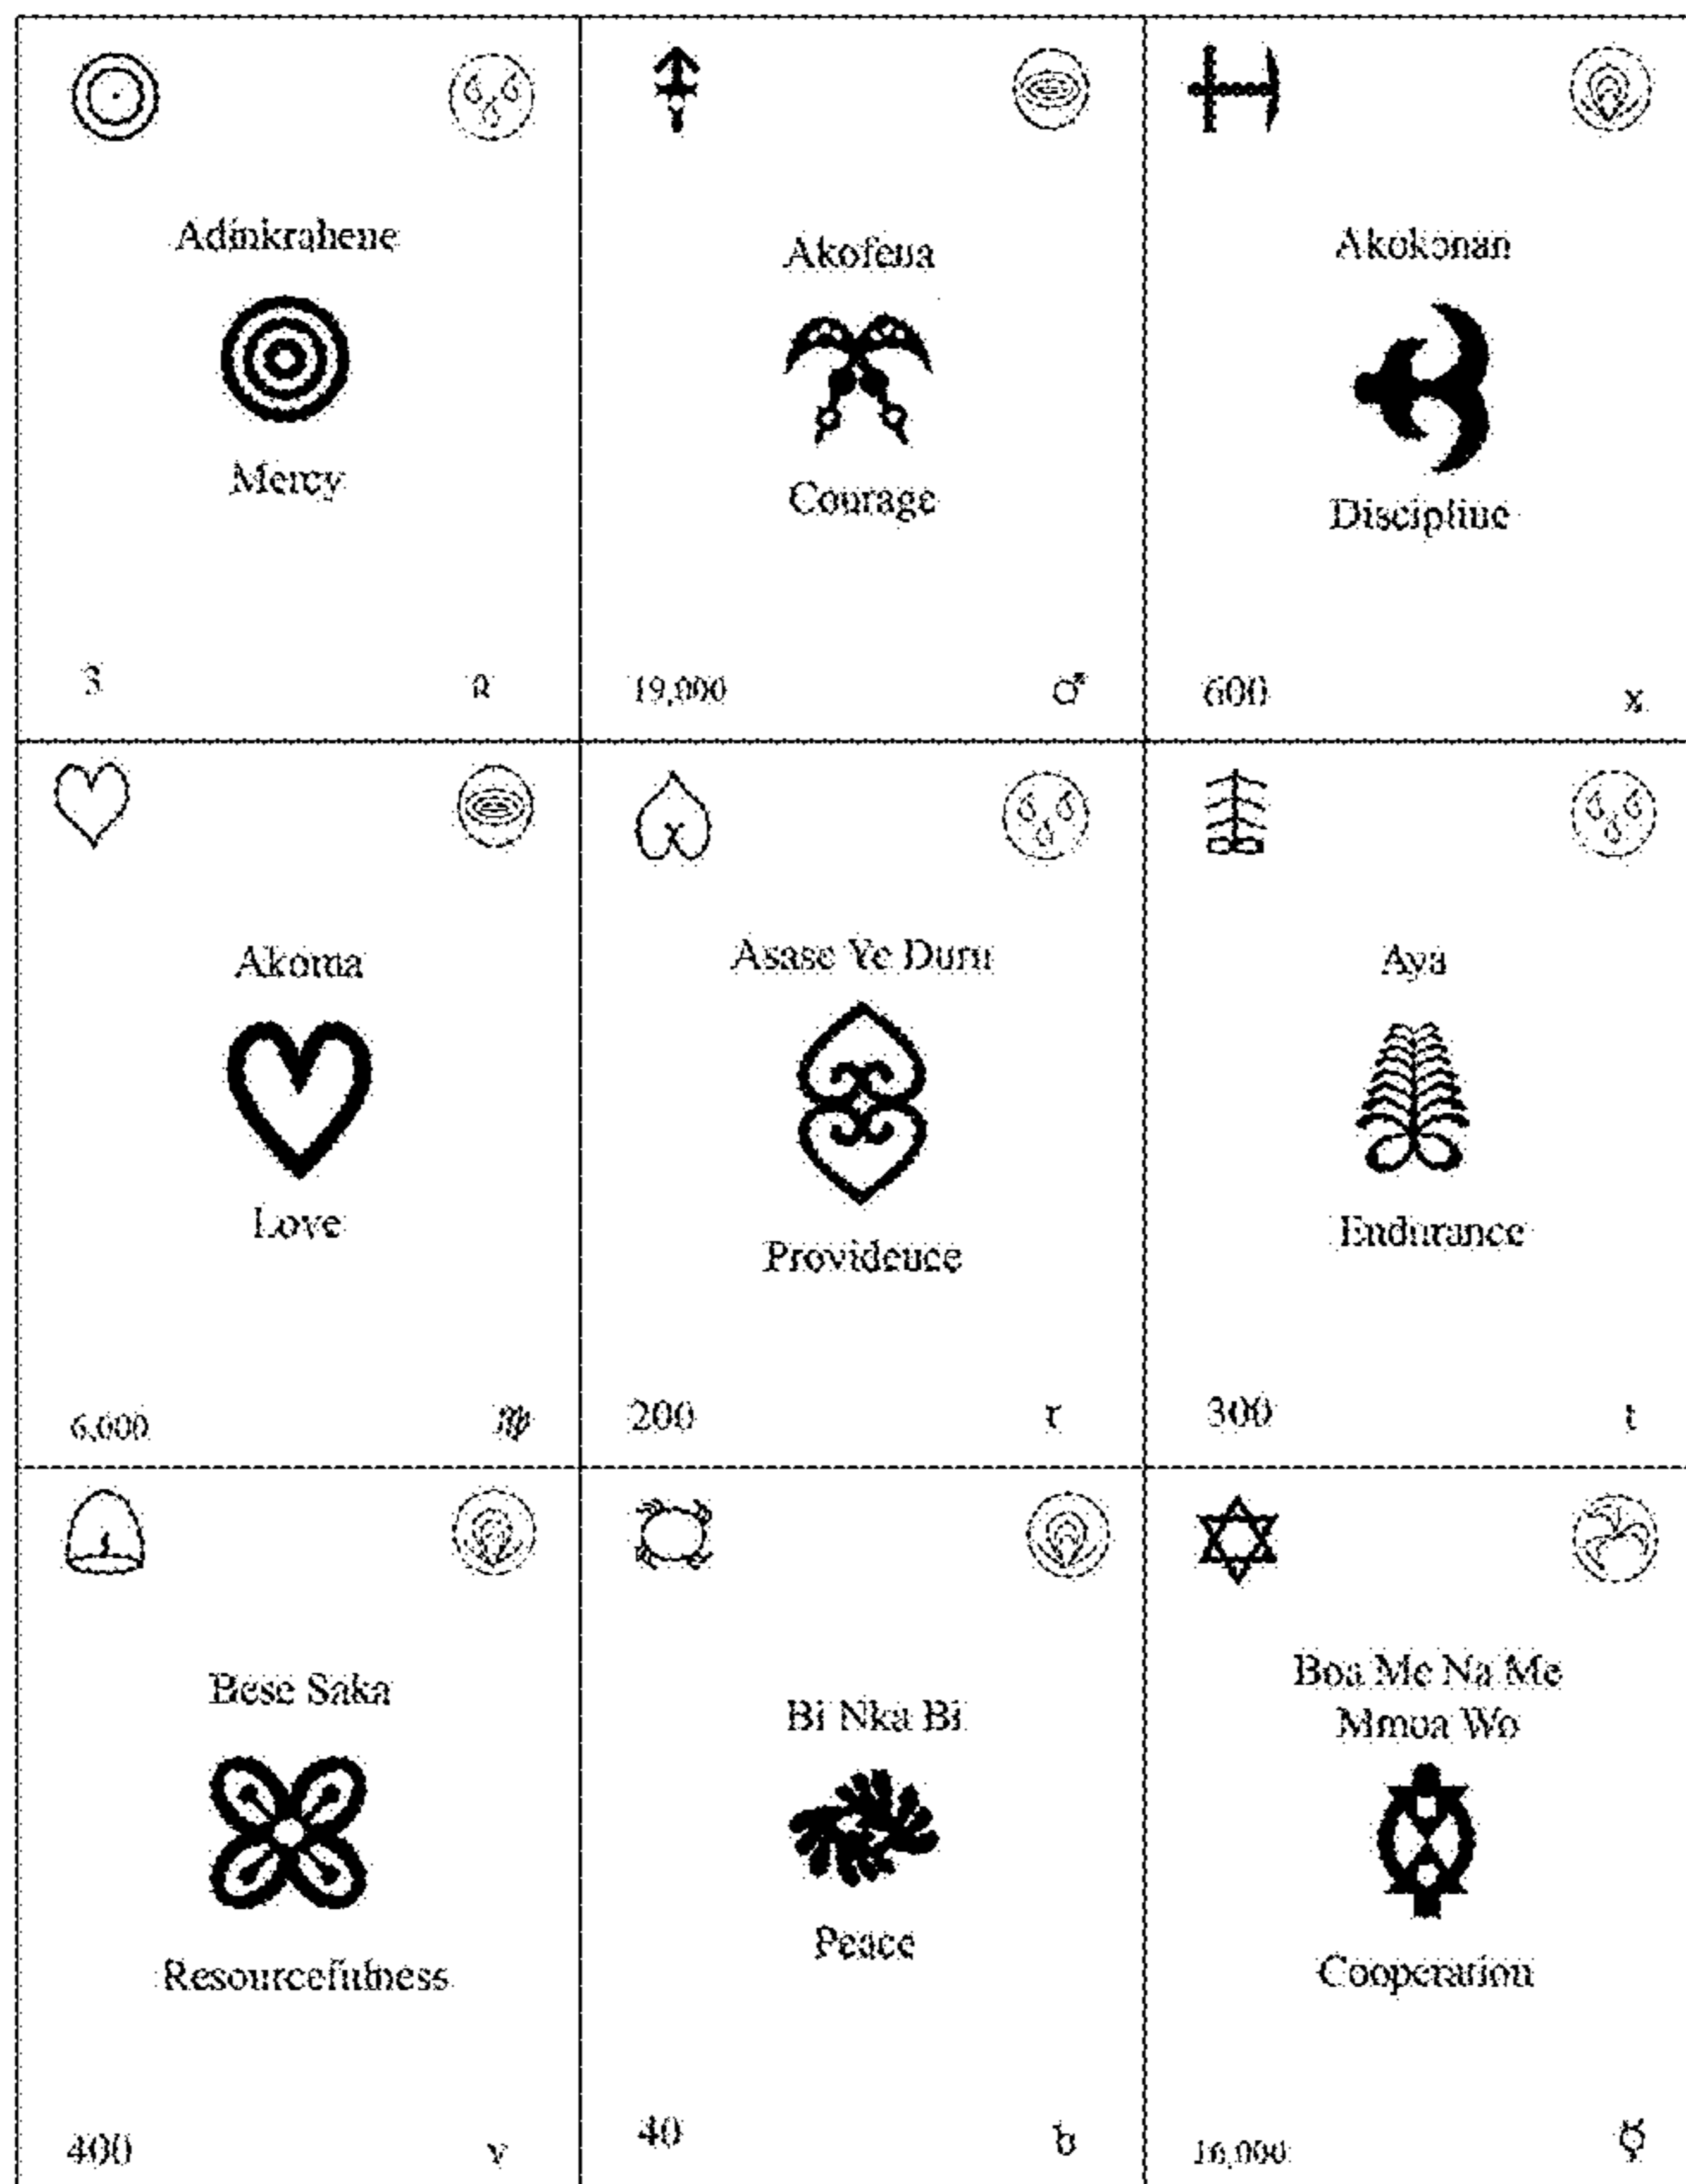 Adinkrahene
Mercy
3
Akofena
Courage
19,000
♂
Akokɔnan
Discipline
600
x
Akoma
Love
6,000
♍
Asase Ye Duru
Providence
200
r
Aya
Endurance
300
t
Bese Saka
Resourcefulness
400
v
Bi Nka Bi
Peace
40
b
Boa Me Na Me
Mmoa Wo
Cooperation
16,000
☿